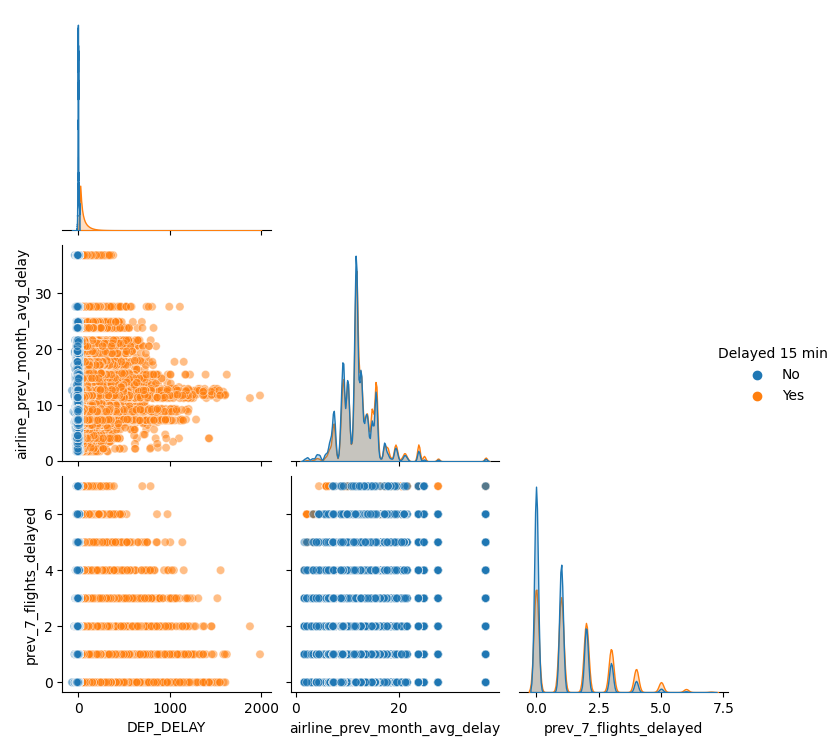 airline_prev_month_avg_delay
30
20
10
0
Delayed 15 min
No
Yes
prev_7_flights_delayed
6
4
2
0
0
1000
2000
DEP_DELAY
0
20
airline_prev_month_avg_delay
0.0
2.5
5.0
7.5
prev_7_flights_delayed